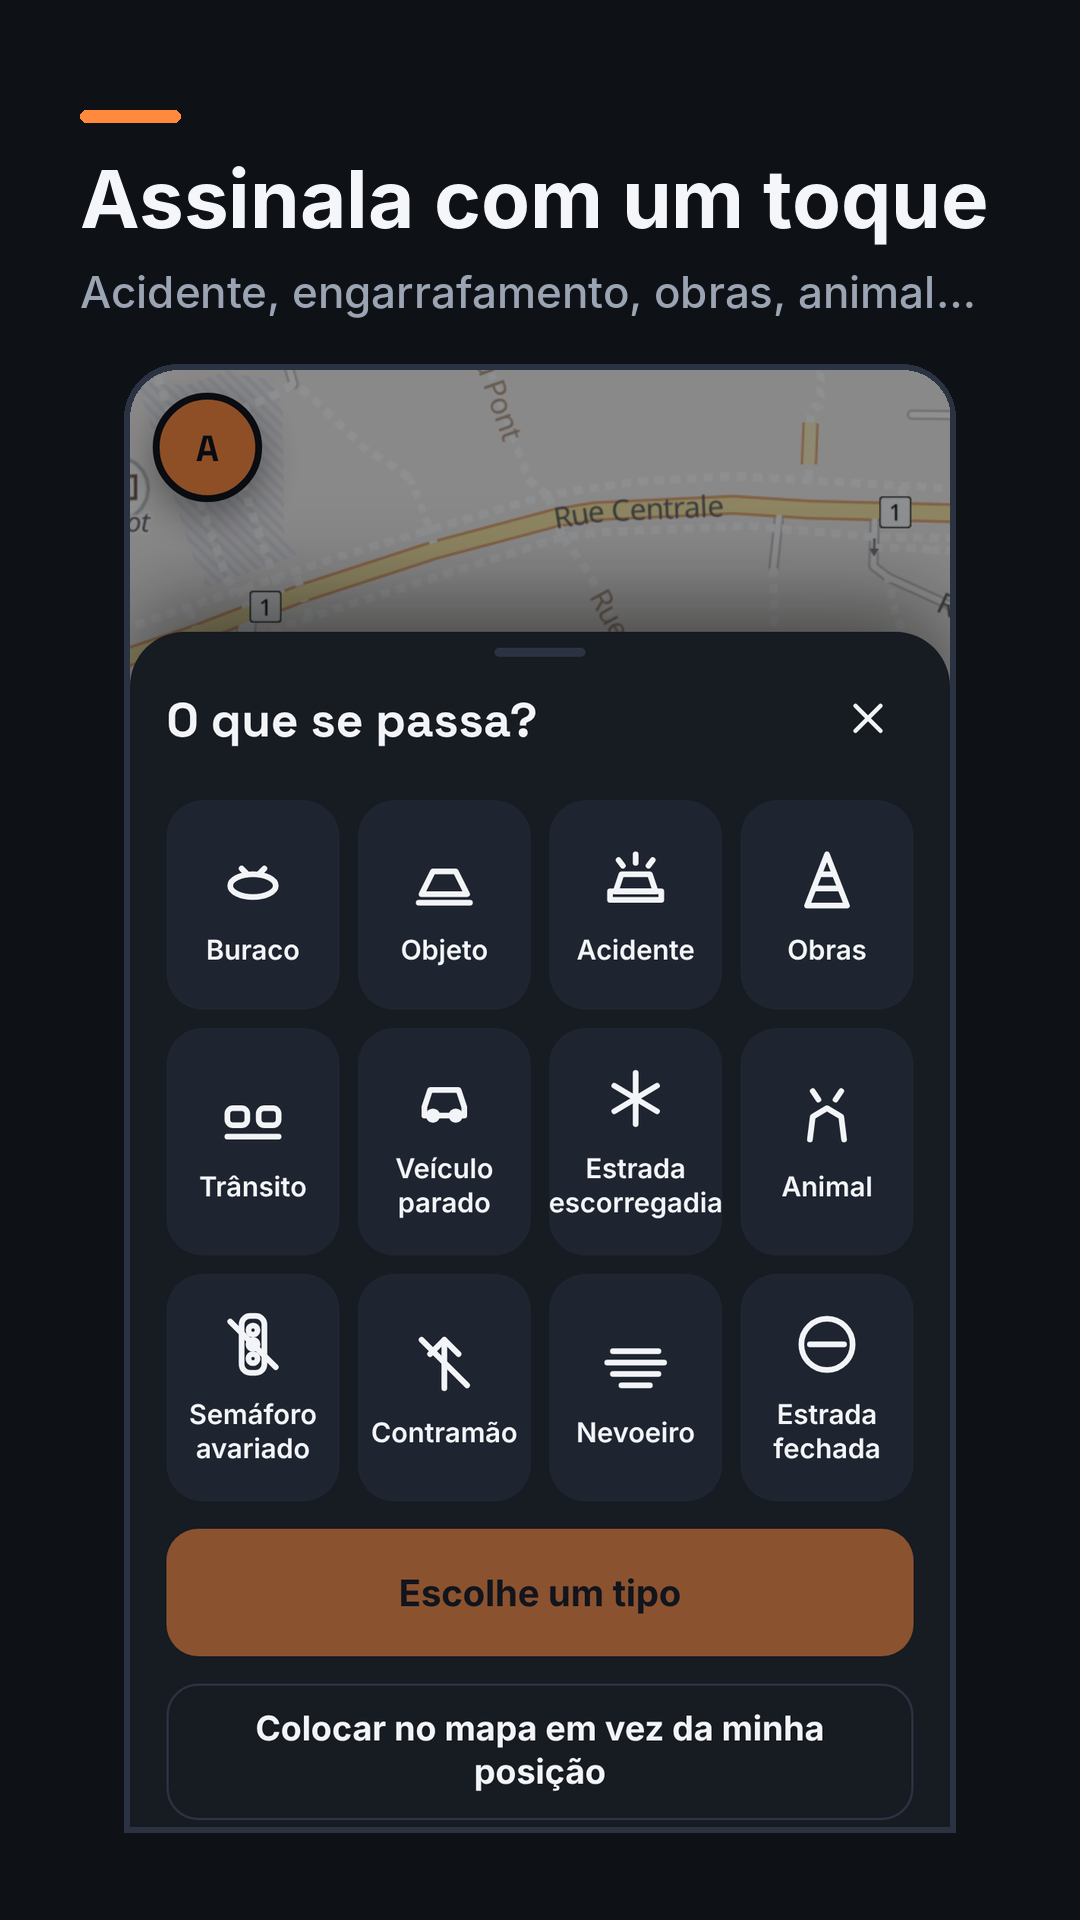 Assinala com um toque
Acidente, engarrafamento, obras, animal...
A
Pont
ot
Rue Centrale
1
1
Rue
O que se passa?
Buraco
Objeto
Acidente
Obras
Trânsito
Veículo
parado
Estrada
escorregadia
Animal
Semáforo
avariado
Contramão
Nevoeiro
Estrada
fechada
Escolhe um tipo
Colocar no mapa em vez da minha
posição